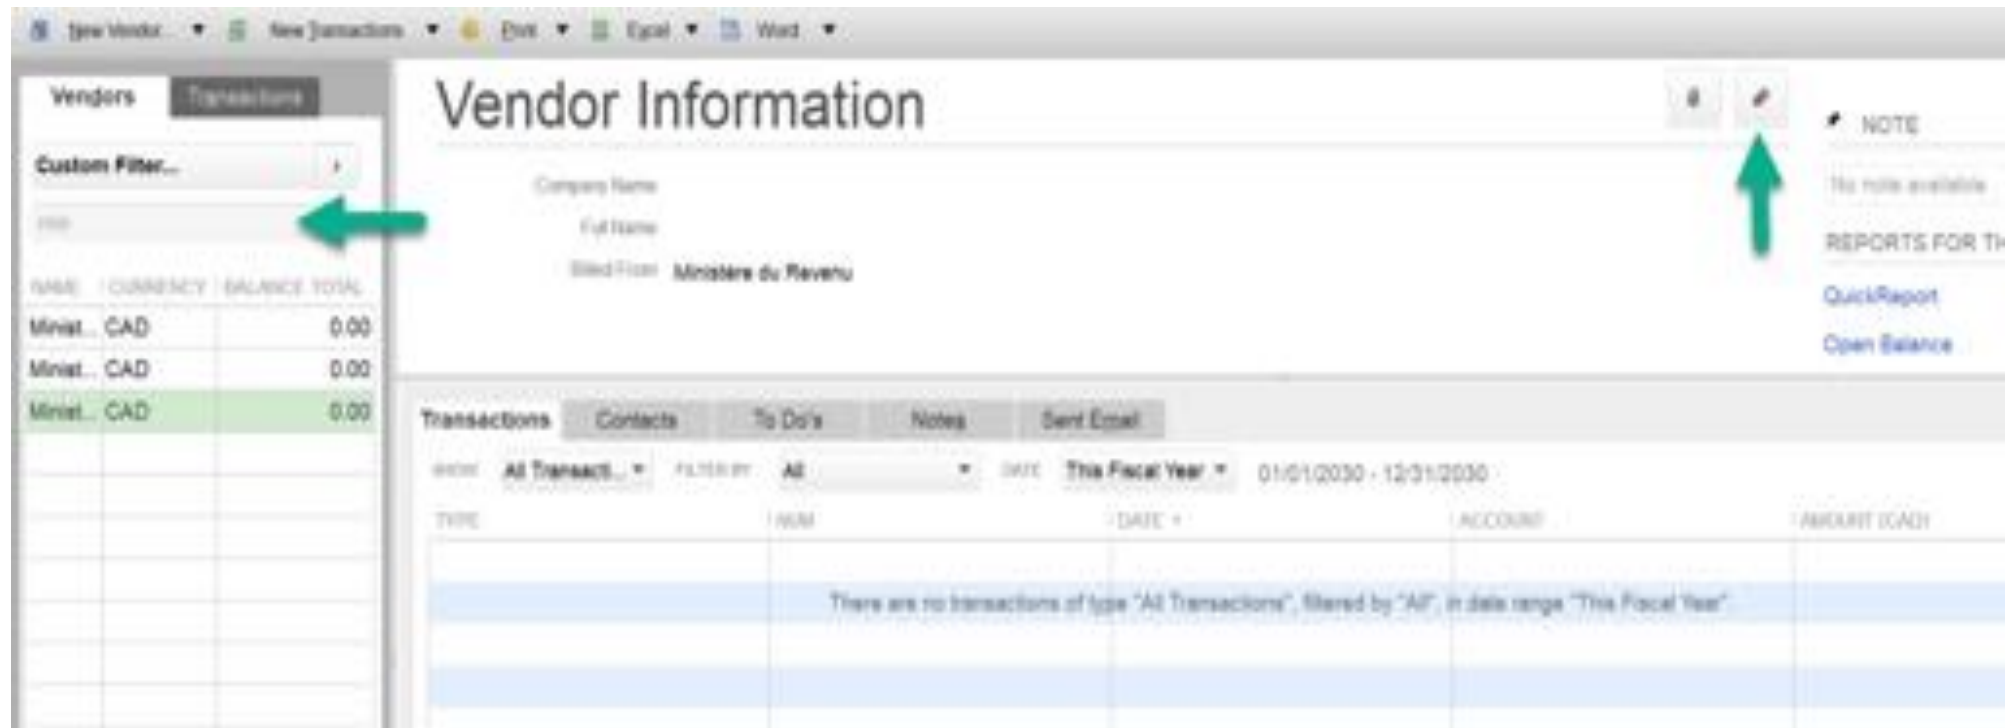 New Vendor... New Transactions Print Excel Word
Vendors Transactions
Vendor Information
NOTE
Custom Filter...
No note available
Company Name
Full Name
REPORTS FOR TH
Billed From Ministère du Revenu
NAME CURRENCY BALANCE TOTAL
QuickReport
Minist... CAD 0.00
Open Balance
Minist... CAD 0.00
Minist... CAD 0.00
Transactions Contacts To Do's Notes Sent Email
SHOW All Transacti... FILTER BY All DATE This Fiscal Year 01/01/2030 - 12/31/2030
TYPE NUM DATE ACCOUNT AMOUNT (CAD)
There are no transactions of type "All Transactions", filtered by "All", in date range "This Fiscal Year".